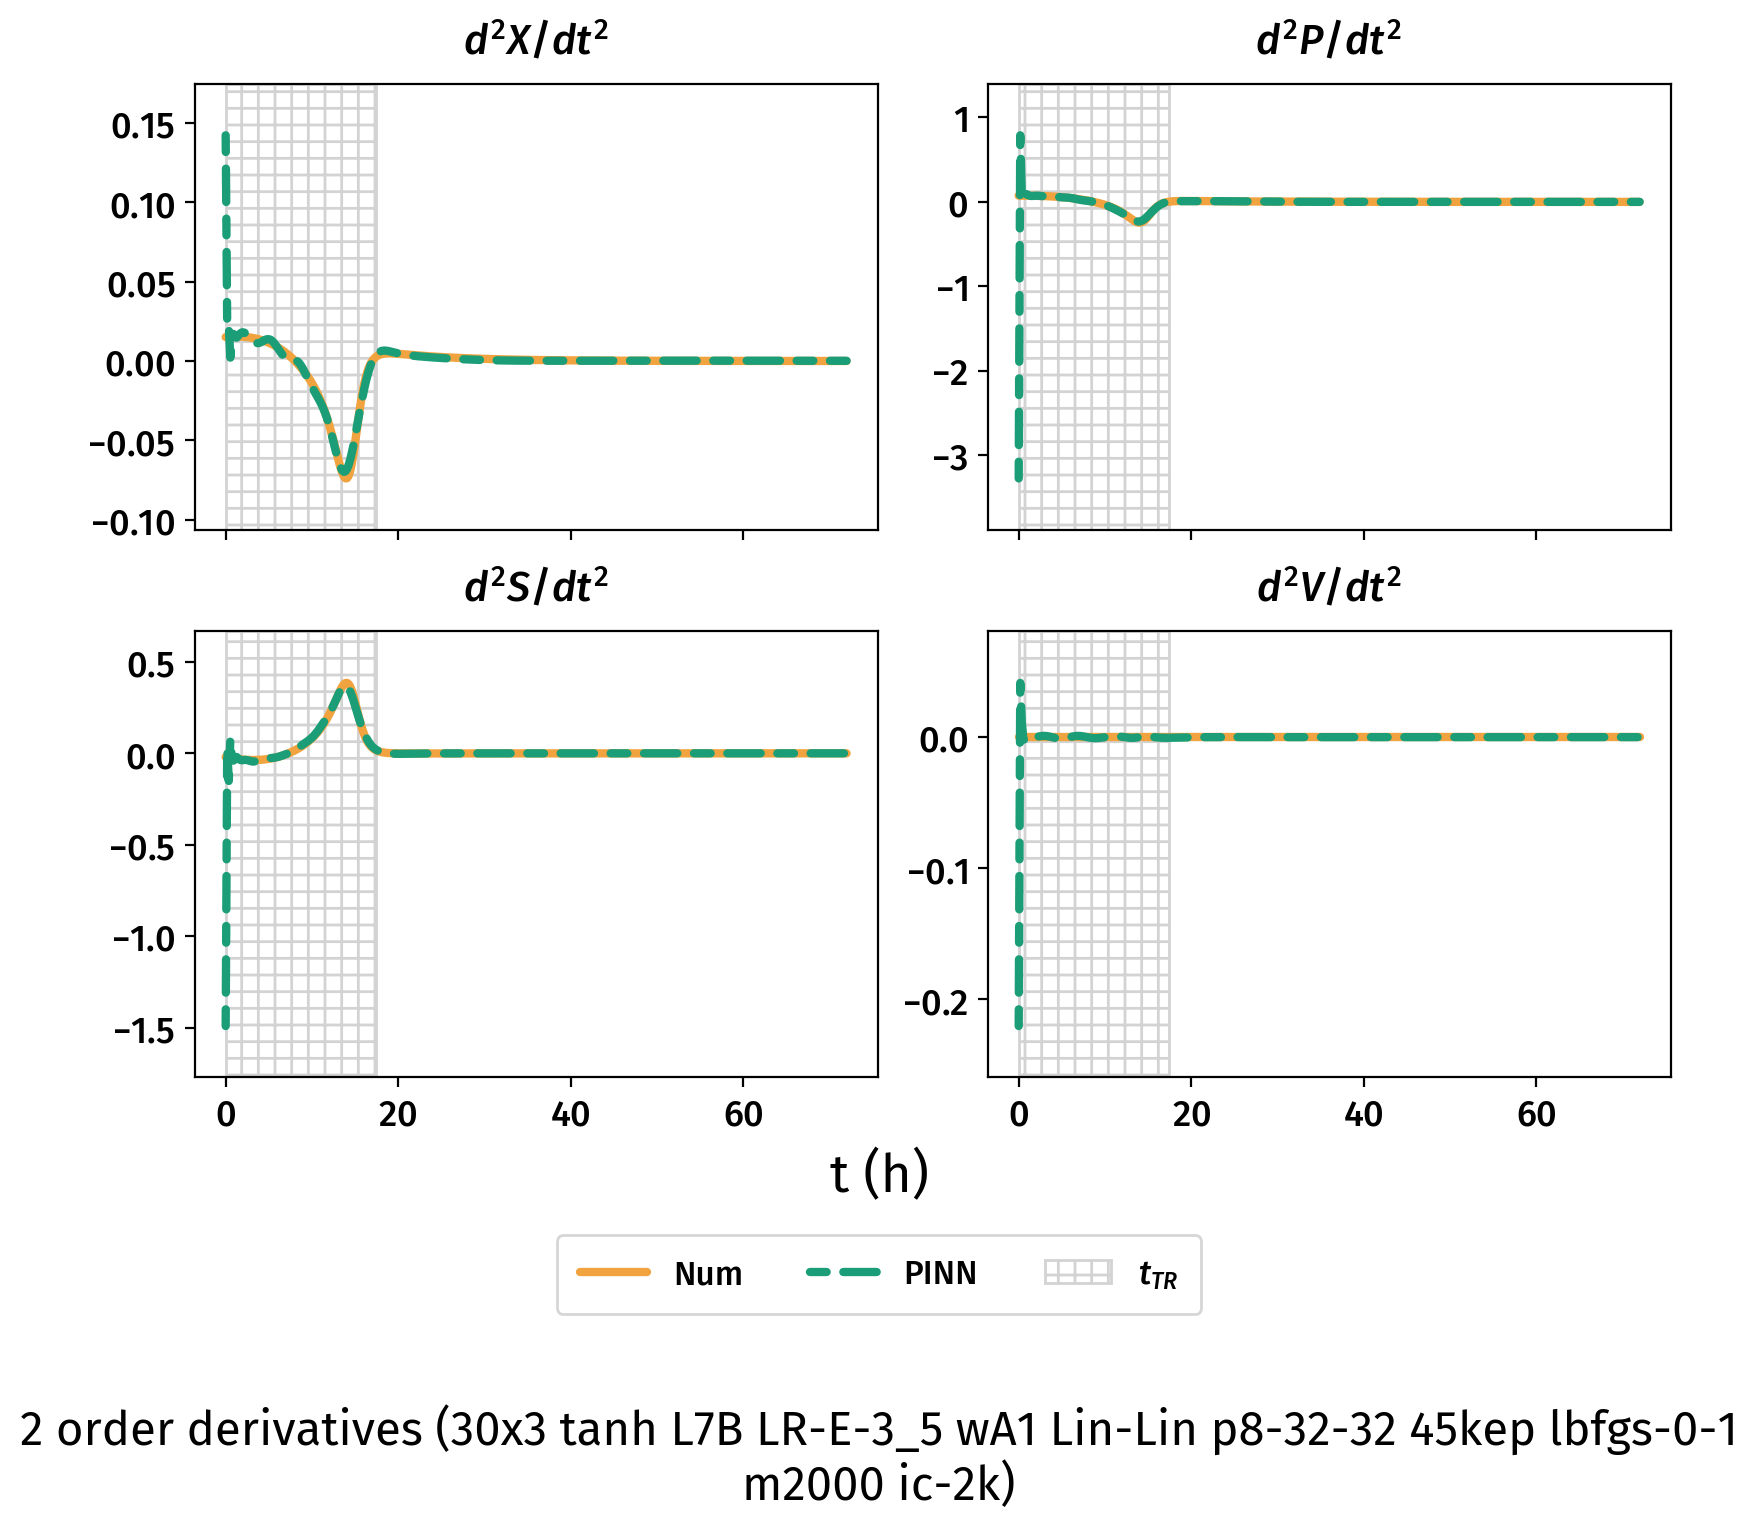 d²X/dt²
d²P/dt²
0.15
0.10
0.05
0.00
−0.05
−0.10
1
0
−1
−2
−3
d²S/dt²
d²V/dt²
0.5
0.0
−0.5
−1.0
−1.5
0.0
−0.1
−0.2
0 20 40 60
0 20 40 60
t (h)
Num PINN t_TR
2 order derivatives (30x3 tanh L7B LR-E-3_5 wA1 Lin-Lin p8-32-32 45kep lbfgs-0-1
m2000 ic-2k)